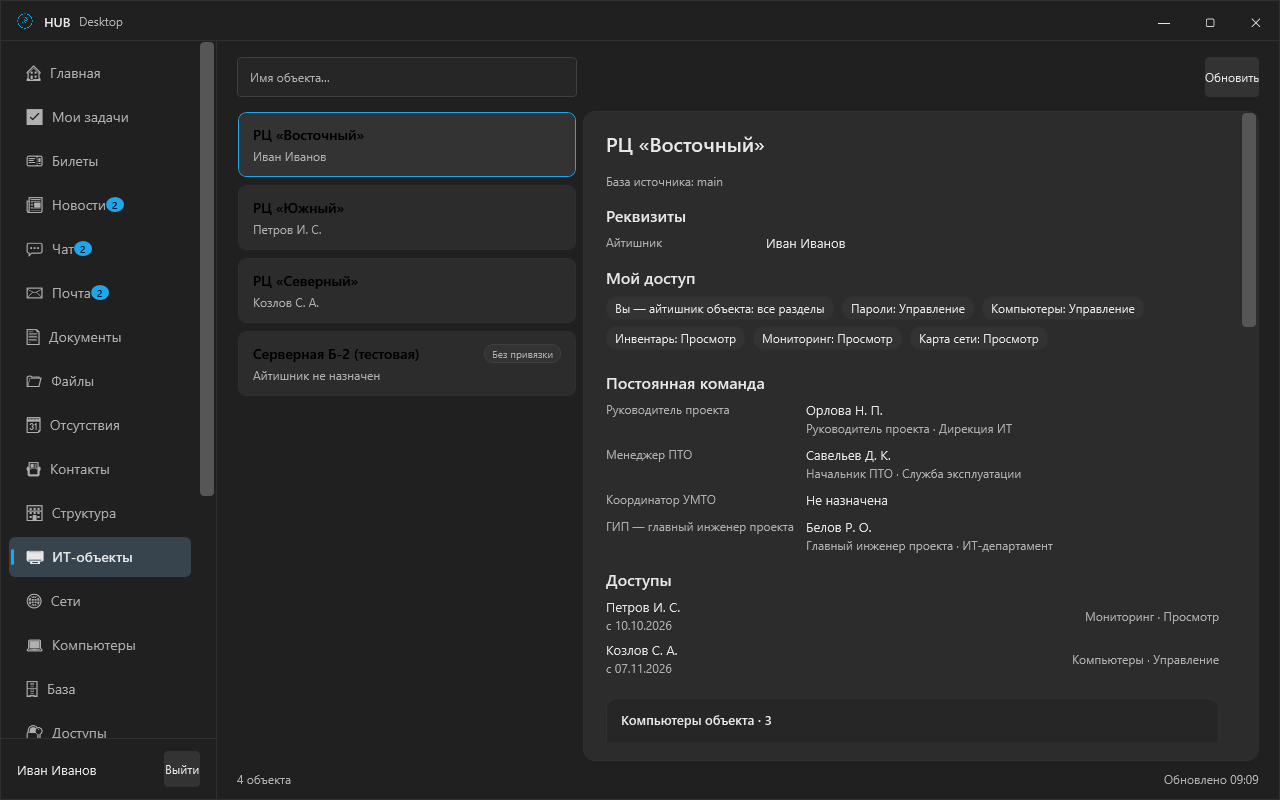 HUB Desktop
Главная
Мои задачи
Билеты
Новости 2
Чат 2
Почта 2
Документы
Файлы
31 Отсутствия
Контакты
Структура
ИТ-объекты
Сети
Компьютеры
База
Доступы
Иван Иванов
Выйти
Имя объекта...
Обновить
РЦ «Восточный»
Иван Иванов
РЦ «Южный»
Петров И. С.
РЦ «Северный»
Козлов С. А.
Серверная Б-2 (тестовая) Без привязки
Айтишник не назначен
4 объекта
РЦ «Восточный»
База источника: main
Реквизиты
Айтишник Иван Иванов
Мой доступ
Вы — айтишник объекта: все разделы Пароли: Управление Компьютеры: Управление
Инвентарь: Просмотр Мониторинг: Просмотр Карта сети: Просмотр
Постоянная команда
Руководитель проекта Орлова Н. П.
Руководитель проекта · Дирекция ИТ
Менеджер ПТО Савельев Д. К.
Начальник ПТО · Служба эксплуатации
Координатор УМТО Не назначена
ГИП — главный инженер проекта Белов Р. О.
Главный инженер проекта · ИТ-департамент
Доступы
Петров И. С.
с 10.10.2026 Мониторинг · Просмотр
Козлов С. А.
с 07.11.2026 Компьютеры · Управление
Компьютеры объекта · 3
Обновлено 09:09